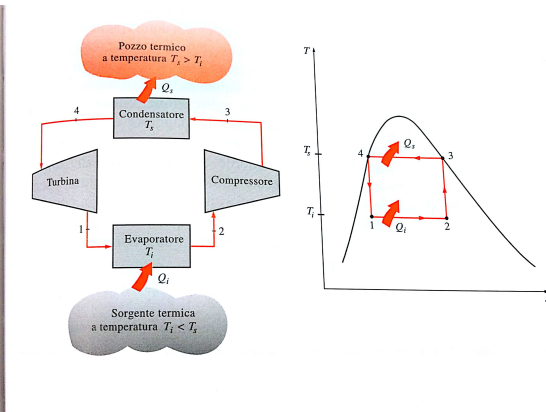 Pozzo termico
a temperatura T_s > T_i
Q_s
4
3
Condensatore
T_s
Turbina
Compressore
1
2
Evaporatore
T_i
Q_i
Sorgente termica
a temperatura T_i < T_s
T
T_s
4
Q_s
3
T_i
1
Q_i
2